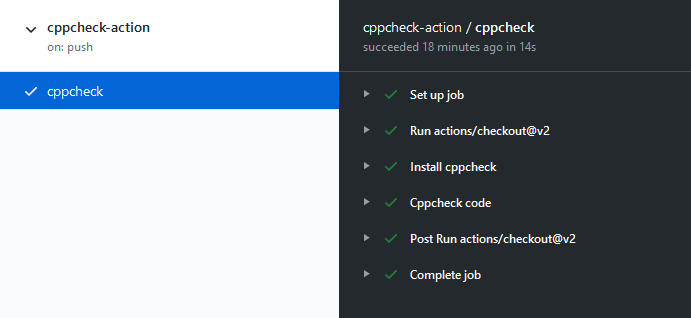 cppcheck-action
on: push
cppcheck
cppcheck-action / cppcheck
succeeded 18 minutes ago in 14s
Set up job
Run actions/checkout@v2
Install cppcheck
Cppcheck code
Post Run actions/checkout@v2
Complete job